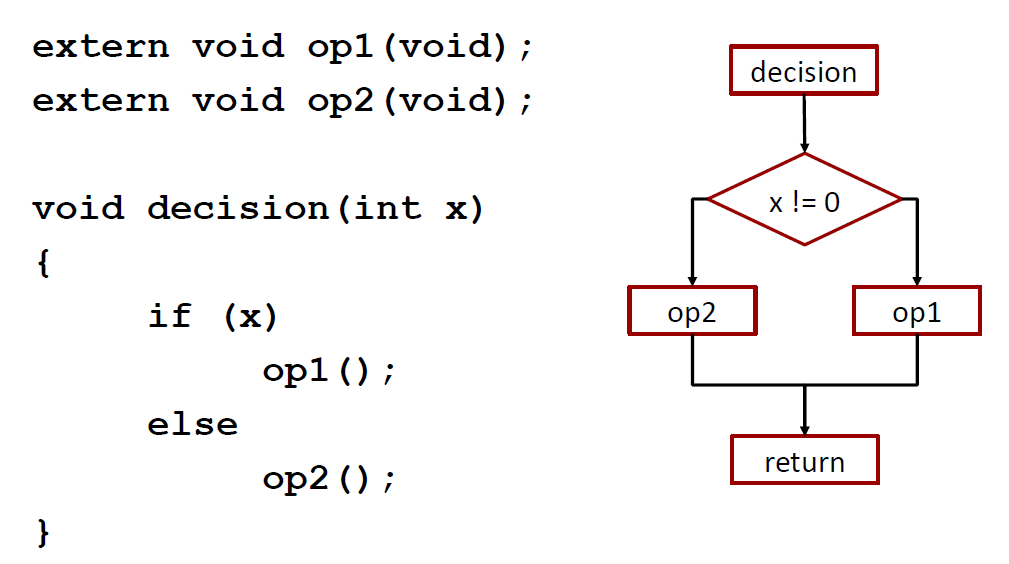 extern void op1(void);
extern void op2(void);
void decision(int x)
{
if (x)
op1();
else
op2();
}
decision
x != 0
op2
op1
return